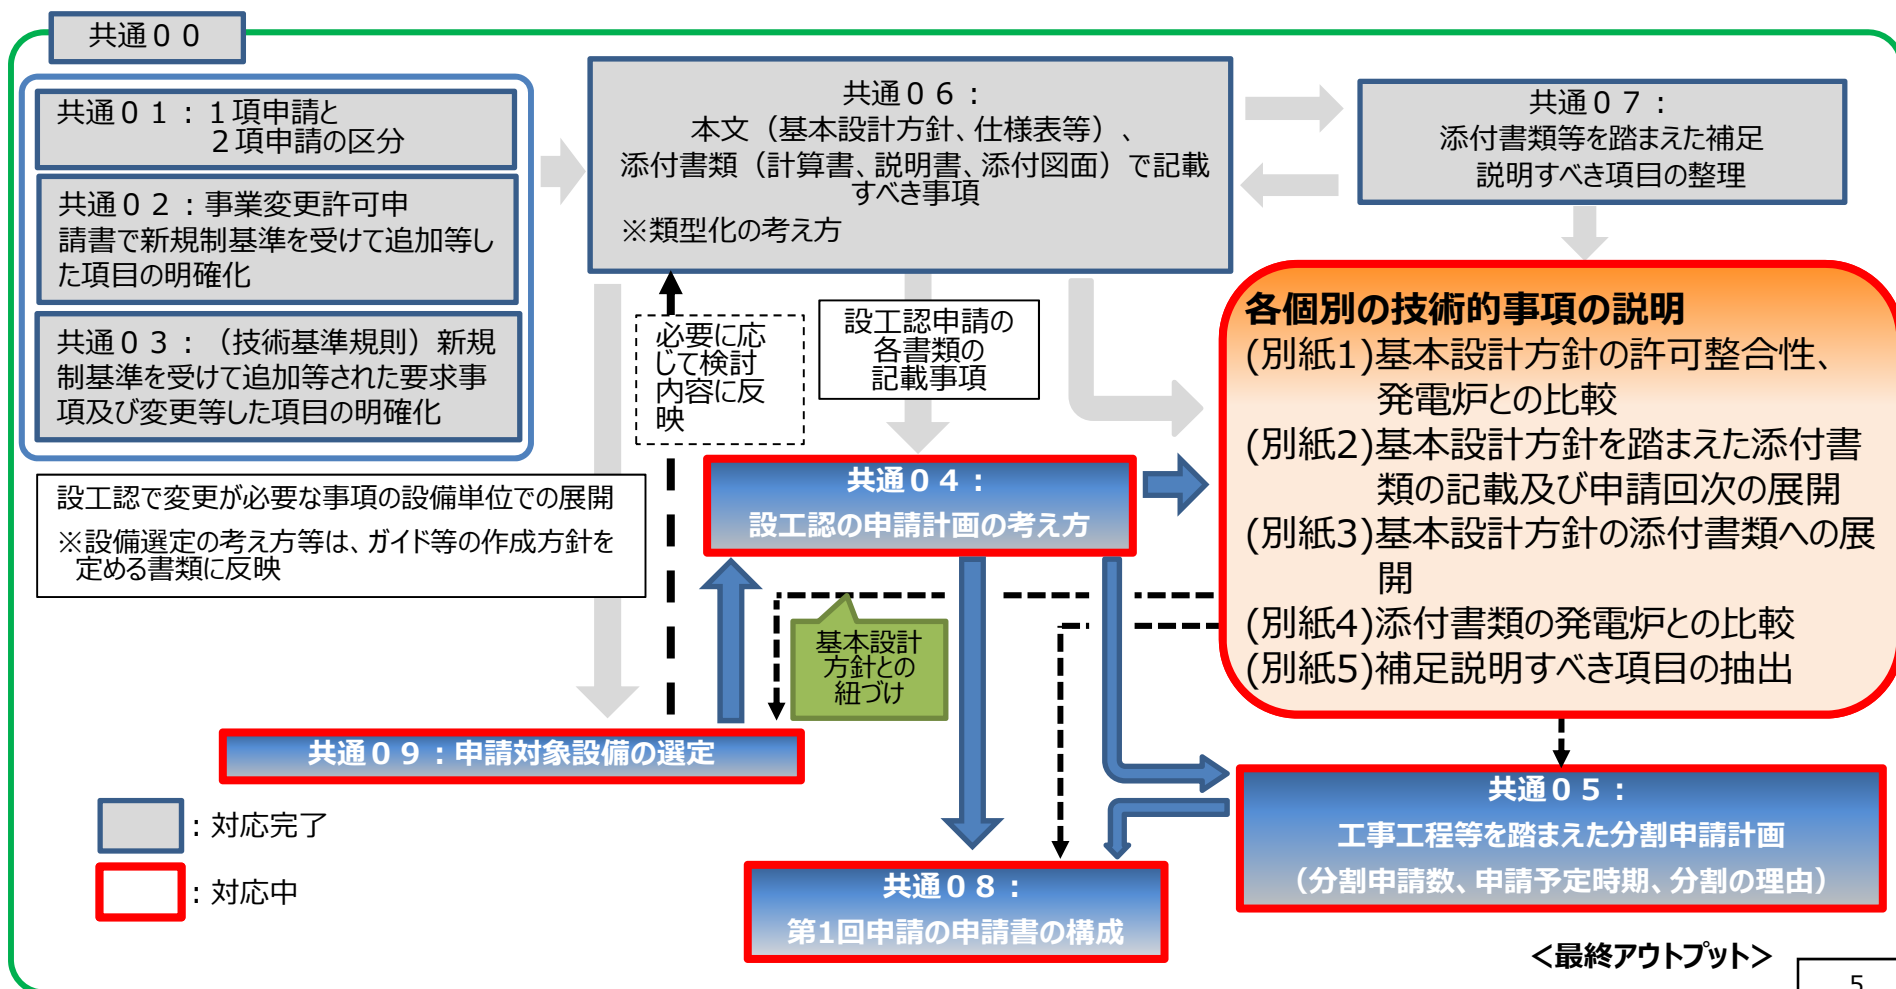 共通００
共通０１：１項申請と
２項申請の区分
共通０２：事業変更許可申
請書で新規制基準を受けて追加等し
た項目の明確化
共通０３：（技術基準規則）新規
制基準を受けて追加等された要求事
項及び変更等した項目の明確化
共通０６：
本文（基本設計方針、仕様表等）、
添付書類（計算書、説明書、添付図面）で記載
すべき事項
※類型化の考え方
共通０７：
添付書類等を踏まえた補足
説明すべき項目の整理
必要に応
じて検討
内容に反
映
設工認申請の
各書類の
記載事項
各個別の技術的事項の説明
(別紙1)基本設計方針の許可整合性、
発電炉との比較
(別紙2)基本設計方針を踏まえた添付書
類の記載及び申請回次の展開
(別紙3)基本設計方針の添付書類への展
開
(別紙4)添付書類の発電炉との比較
(別紙5)補足説明すべき項目の抽出
設工認で変更が必要な事項の設備単位での展開
※設備選定の考え方等は、ガイド等の作成方針を
定める書類に反映
共通０４：
設工認の申請計画の考え方
基本設計
方針との
紐づけ
共通０９：申請対象設備の選定
共通０５：
工事工程等を踏まえた分割申請計画
（分割申請数、申請予定時期、分割の理由）
：対応完了
：対応中
共通０８：
第1回申請の申請書の構成
＜最終アウトプット＞
5